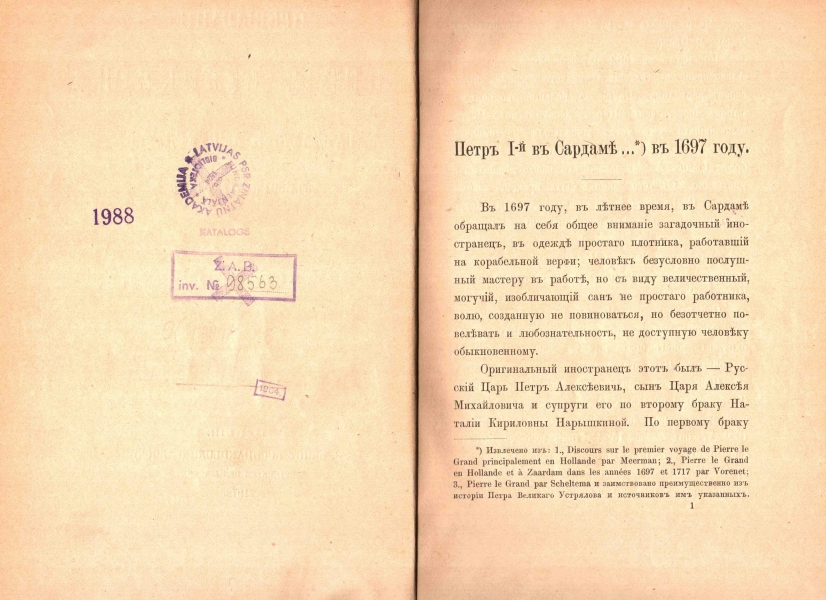 LATVIJAS PSR ZINĀTŅU AKADĒMIJA
1988
KATALOGS
Z.A.B.
inv. № 08563
Петръ I-й въ Сардамѣ ...*) въ 1697 году.
Въ 1697 году, въ лѣтнее время, въ Сардамѣ
обращалъ на себя общее вниманіе загадочный ино-
странецъ, въ одеждѣ простаго плотника, работавшій
на корабельной верфи; человѣкъ безусловно послуш-
ный мастеру въ работѣ, но съ виду величественный,
могучій, изобличающій санъ не простаго работника,
волю, созданную не повиноваться, но безотчетно по-
велѣвать и любознательность, не доступную человѣку
обыкновенному.
Оригинальный иностранецъ этотъ былъ — Рус-
скій Царь Петръ Алексѣевичь, сынъ Царя Алексѣя
Михайловича и супруги его по второму браку На-
таліи Кириловны Нарышкиной. По первому браку
*) Извлечено изъ: 1., Discours sur le premier voyage de Pierre le
Grand principalement en Hollande par Meerman; 2., Pierre le Grand
en Hollande et à Zaardam dans les années 1697 et 1717 par Vorenet;
3., Pierre le Grand par Scheltema и заимствовано преимущественно изъ
исторіи Петра Великаго Устрялова и источниковъ имъ указанныхъ.
1